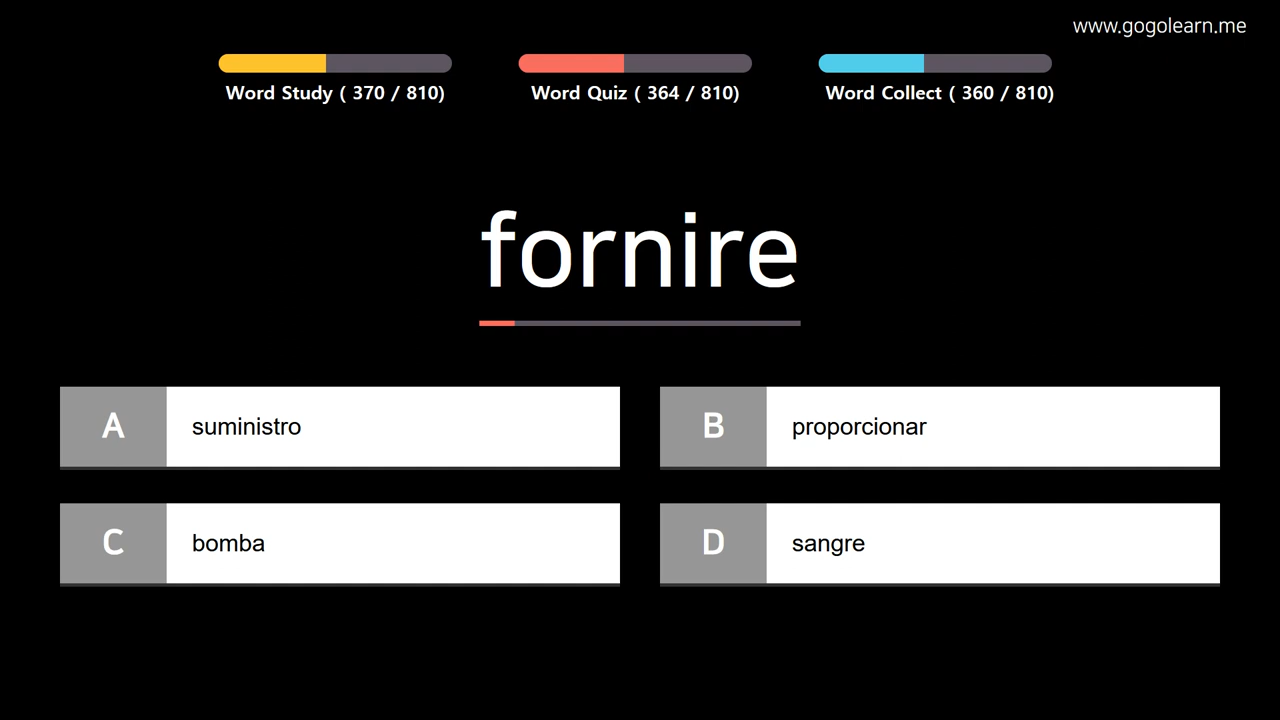 www.gogolearn.me
Word Study ( 370 / 810)
Word Quiz ( 364 / 810)
Word Collect ( 360 / 810)
fornire
A suministro
B proporcionar
C bomba
D sangre